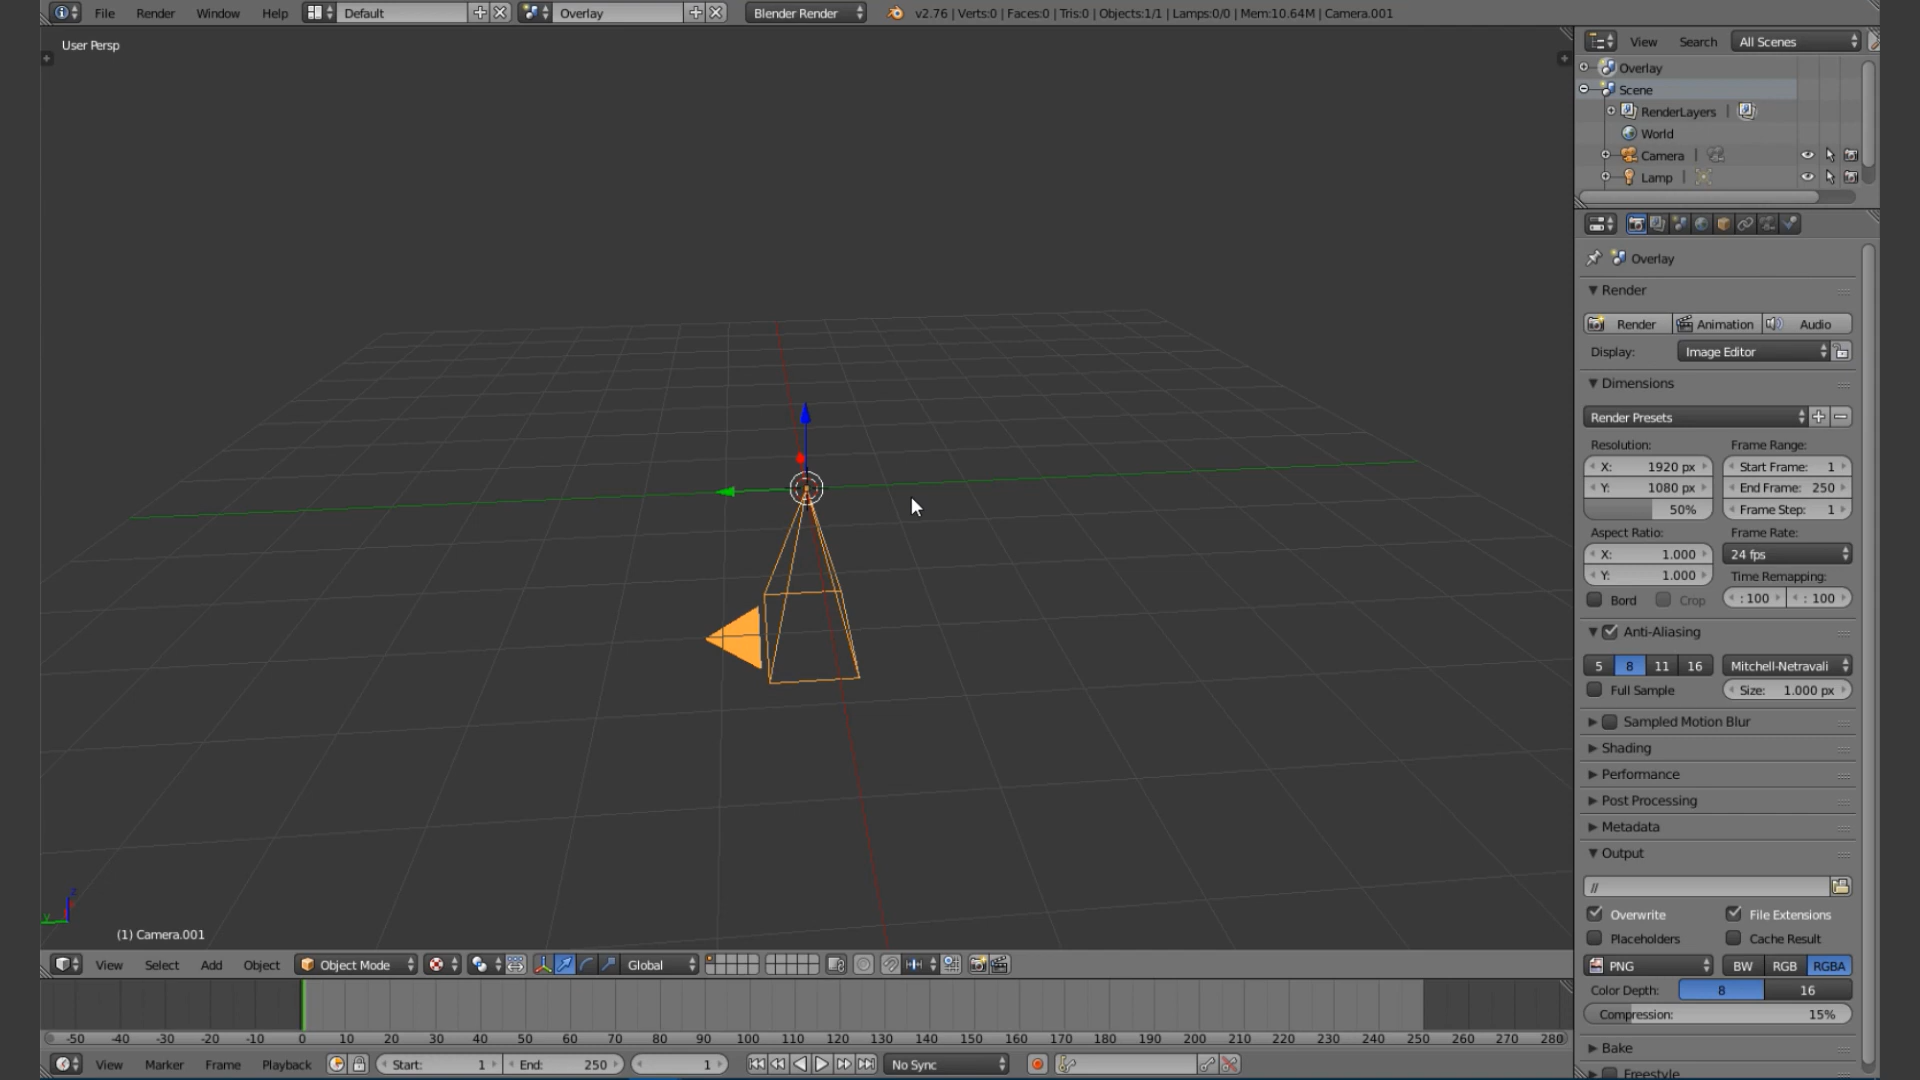 File Render Window Help Default Overlay Blender Render v2.76 | Verts:0 | Faces:0 | Tris:0 | Objects:1/1 | Lamps:0/0 | Mem:10.64M | Camera.001
User Persp
View Search All Scenes
Overlay
Scene
RenderLayers |
World
Camera |
Lamp |
Overlay
Render
Render Animation Audio
Display: Image Editor
Dimensions
Render Presets
Resolution: Frame Range:
X: 1920 px Start Frame: 1
Y: 1080 px End Frame: 250
50% Frame Step: 1
Aspect Ratio: Frame Rate:
X: 1.000 24 fps
Y: 1.000 Time Remapping:
Bord Crop : 100 : 100
Anti-Aliasing
5 8 11 16 Mitchell-Netravali
Full Sample Size: 1.000 px
Sampled Motion Blur
Shading
Performance
Post Processing
Metadata
Output
//
Overwrite File Extensions
Placeholders Cache Result
PNG BW RGB RGBA
Color Depth: 8 16
Compression: 15%
Bake
Freestyle
z
y
(1) Camera.001
View Select Add Object Object Mode Global
-50 -40 -30 -20 -10 0 10 20 30 40 50 60 70 80 90 100 110 120 130 140 150 160 170 180 190 200 210 220 230 240 250 260 270 280
View Marker Frame Playback Start: 1 End: 250 1 No Sync